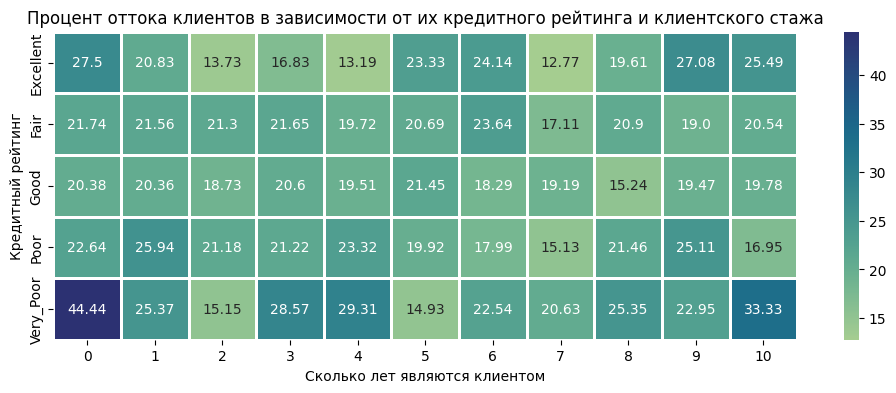 Процент оттока клиентов в зависимости от их кредитного рейтинга и клиентского стажа
Кредитный рейтинг
Excellent 27.5 20.83 13.73 16.83 13.19 23.33 24.14 12.77 19.61 27.08 25.49
Fair 21.74 21.56 21.3 21.65 19.72 20.69 23.64 17.11 20.9 19.0 20.54
Good 20.38 20.36 18.73 20.6 19.51 21.45 18.29 19.19 15.24 19.47 19.78
Poor 22.64 25.94 21.18 21.22 23.32 19.92 17.99 15.13 21.46 25.11 16.95
Very_Poor 44.44 25.37 15.15 28.57 29.31 14.93 22.54 20.63 25.35 22.95 33.33
0 1 2 3 4 5 6 7 8 9 10
Сколько лет являются клиентом
40
35
30
25
20
15